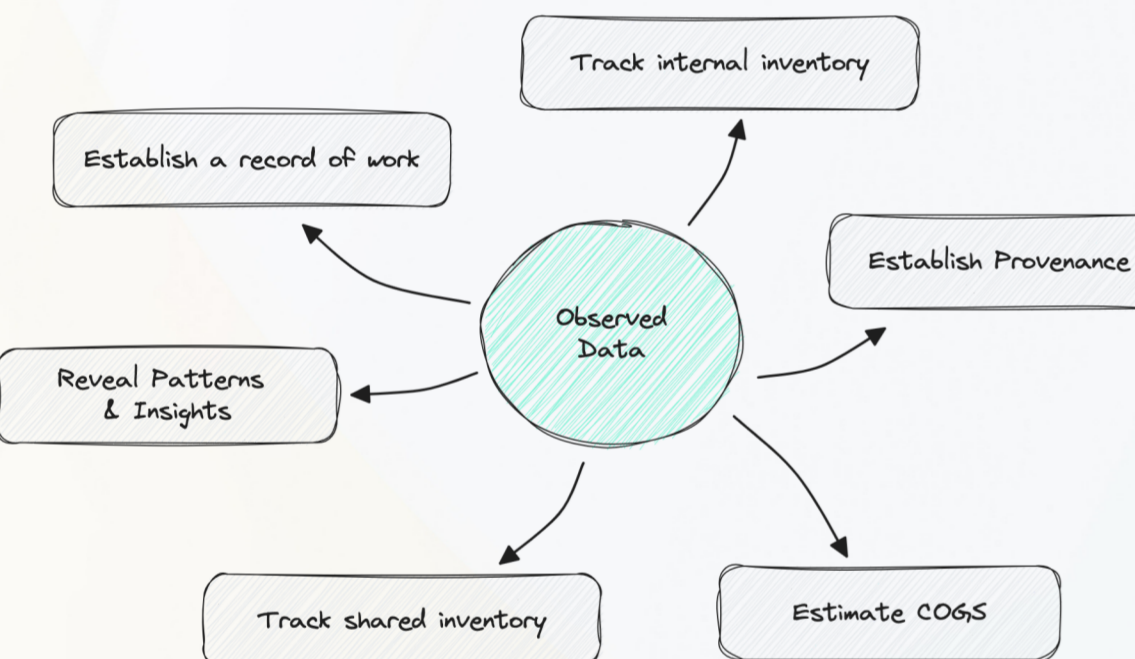 Track internal inventory
Establish a record of work
Establish Provenance
Observed
Data
Reveal Patterns
& Insights
Track shared inventory
Estimate COGS